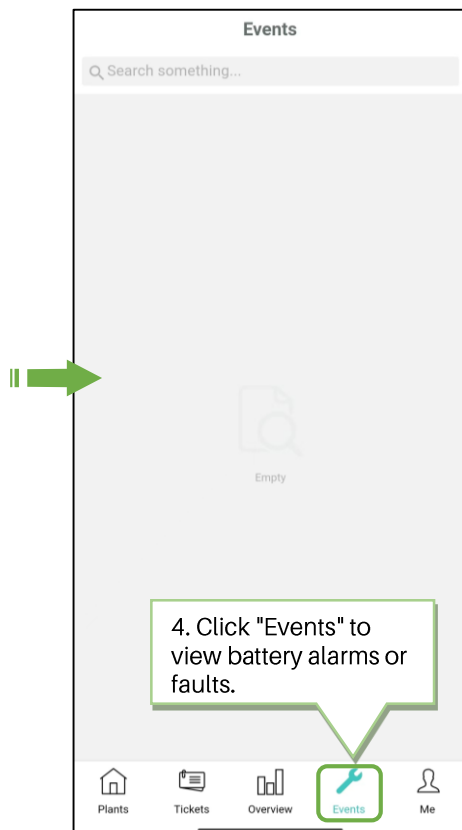 Events
Search something...
Empty
4. Click "Events" to
view battery alarms or
faults.
Plants
Tickets
Overview
Events
Me